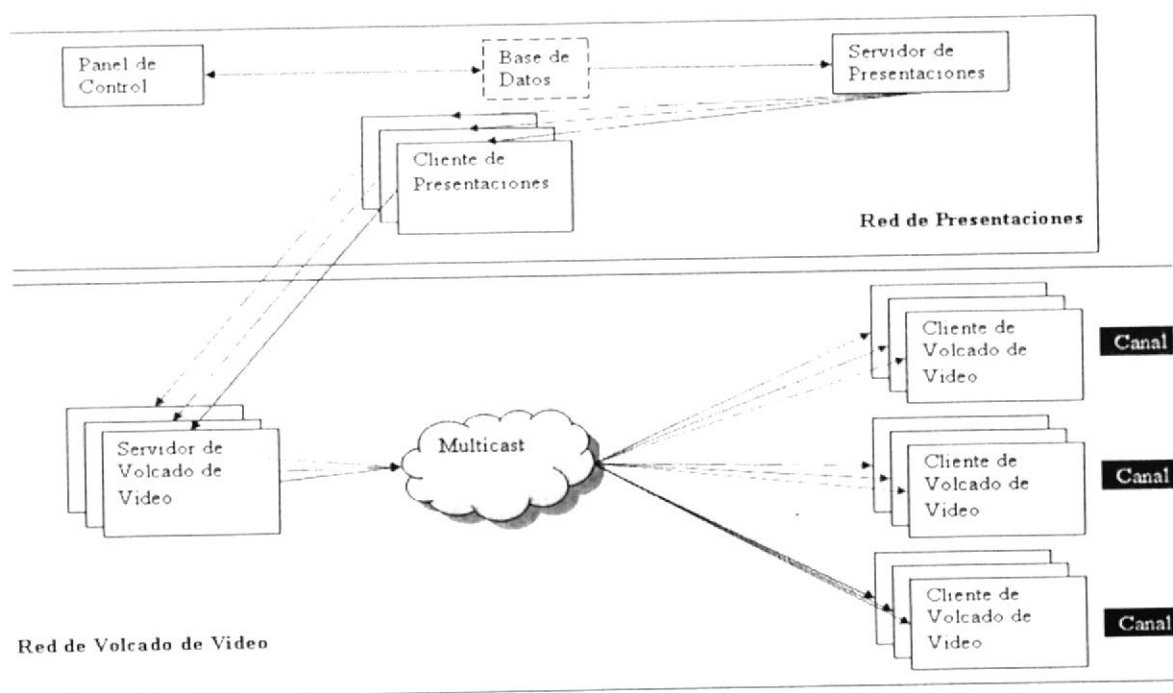 Panel de
Control
Base de
Datos
Servidor de
Presentaciones
Cliente de
Presentaciones
Red de Presentaciones
Cliente de
Volcado de
Video
Canal
Servidor de
Volcado de
Video
Multicast
Cliente de
Volcado de
Video
Canal
Cliente de
Volcado de
Video
Canal
Red de Volcado de Video